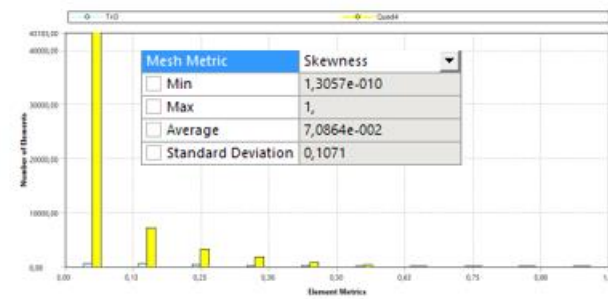 Tri3 Quad4
43183,00
40000,00
Mesh Metric Skewness
Min 1,3057e-010
Max 1,
Average 7,0864e-002
Standard Deviation 0,1071
30000,00
20000,00
10000,00
0,00
Number of Elements
0,00 0,13 0,25 0,38 0,50 0,63 0,75 0,88 1,
Element Metrics